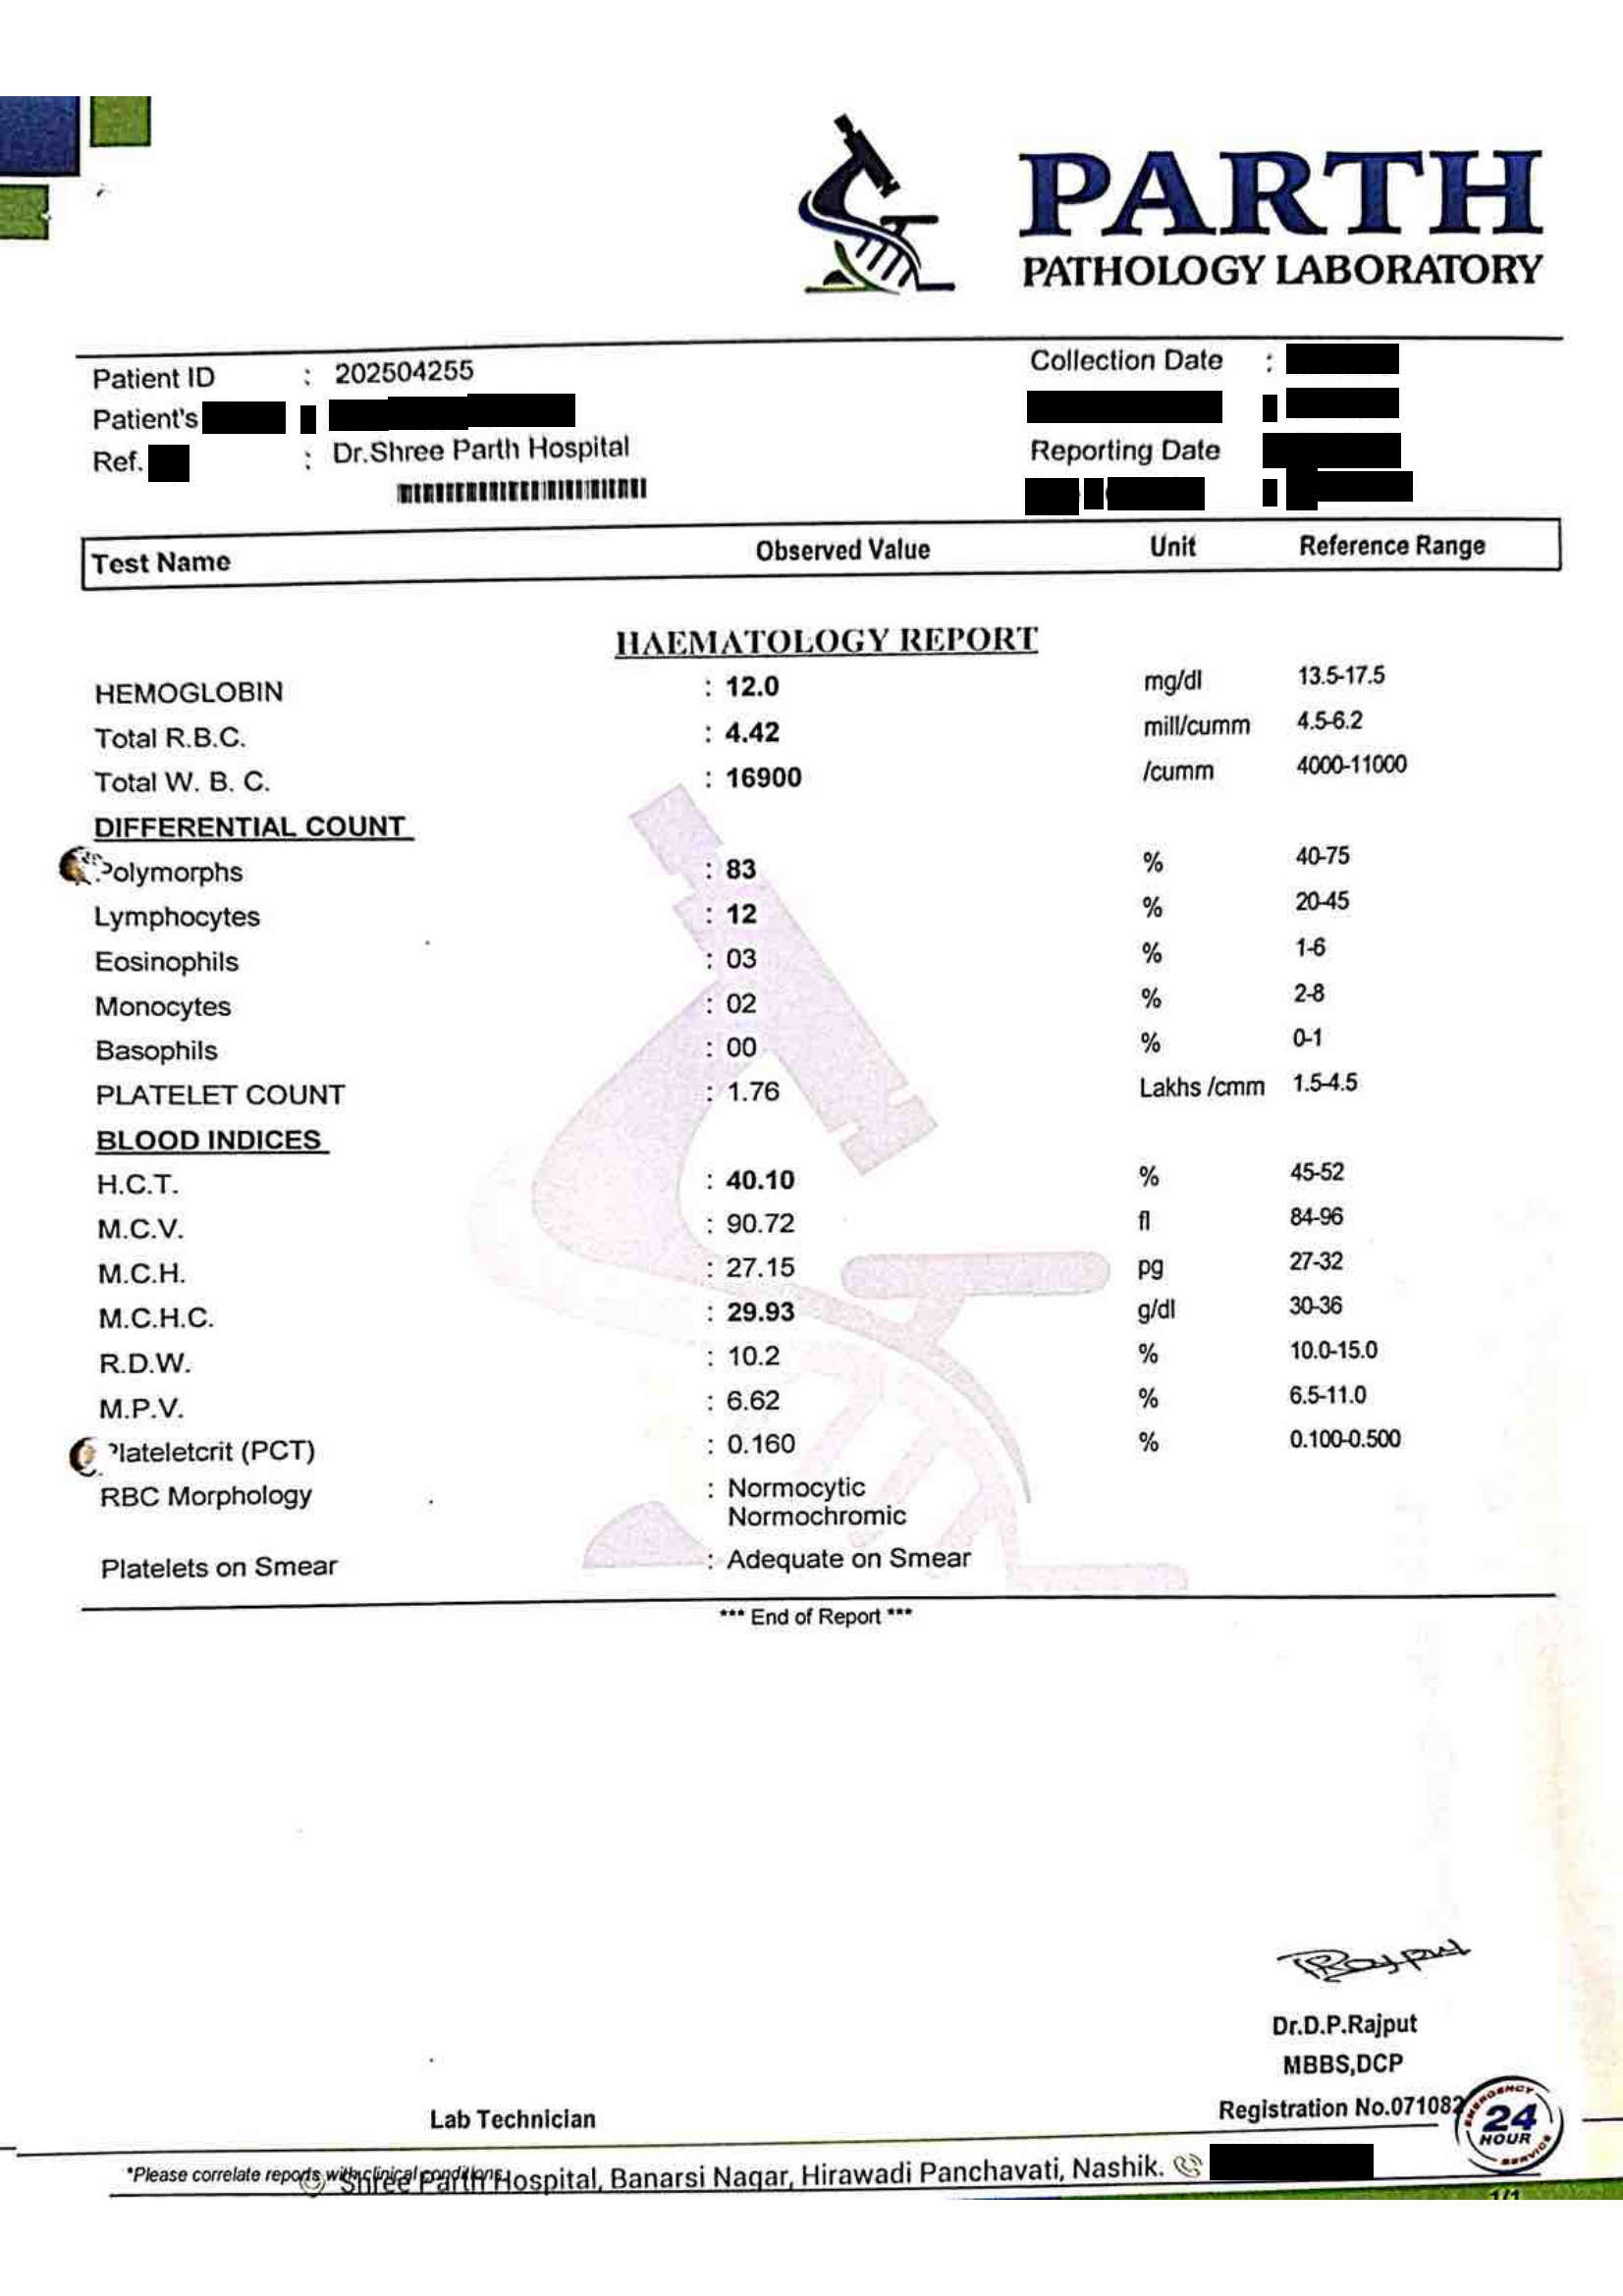 PARTH
PATHOLOGY LABORATORY
Patient ID : 202504255
Collection Date :
Patient's
Ref. : Dr.Shree Parth Hospital
Reporting Date
Test Name Observed Value Unit Reference Range
HAEMATOLOGY REPORT
HEMOGLOBIN : 12.0 mg/dl 13.5-17.5
Total R.B.C. : 4.42 mill/cumm 4.5-6.2
Total W. B. C. : 16900 /cumm 4000-11000
DIFFERENTIAL COUNT
Polymorphs : 83 % 40-75
Lymphocytes : 12 % 20-45
Eosinophils : 03 % 1-6
Monocytes : 02 % 2-8
Basophils : 00 % 0-1
PLATELET COUNT : 1.76 Lakhs /cmm 1.5-4.5
BLOOD INDICES
H.C.T. : 40.10 % 45-52
M.C.V. : 90.72 fl 84-96
M.C.H. : 27.15 pg 27-32
M.C.H.C. : 29.93 g/dl 30-36
R.D.W. : 10.2 % 10.0-15.0
M.P.V. : 6.62 % 6.5-11.0
Plateletcrit (PCT) : 0.160 % 0.100-0.500
RBC Morphology : Normocytic
Normochromic
Platelets on Smear : Adequate on Smear
*** End of Report ***
Dr.D.P.Rajput
MBBS,DCP
Lab Technician
Registration No.071082
EMERGENCY
24
HOUR
SERVICE
*Please correlate reports with clinical conditions.
Shree Parth Hospital, Banarsi Nagar, Hirawadi Panchavati, Nashik.
1/1